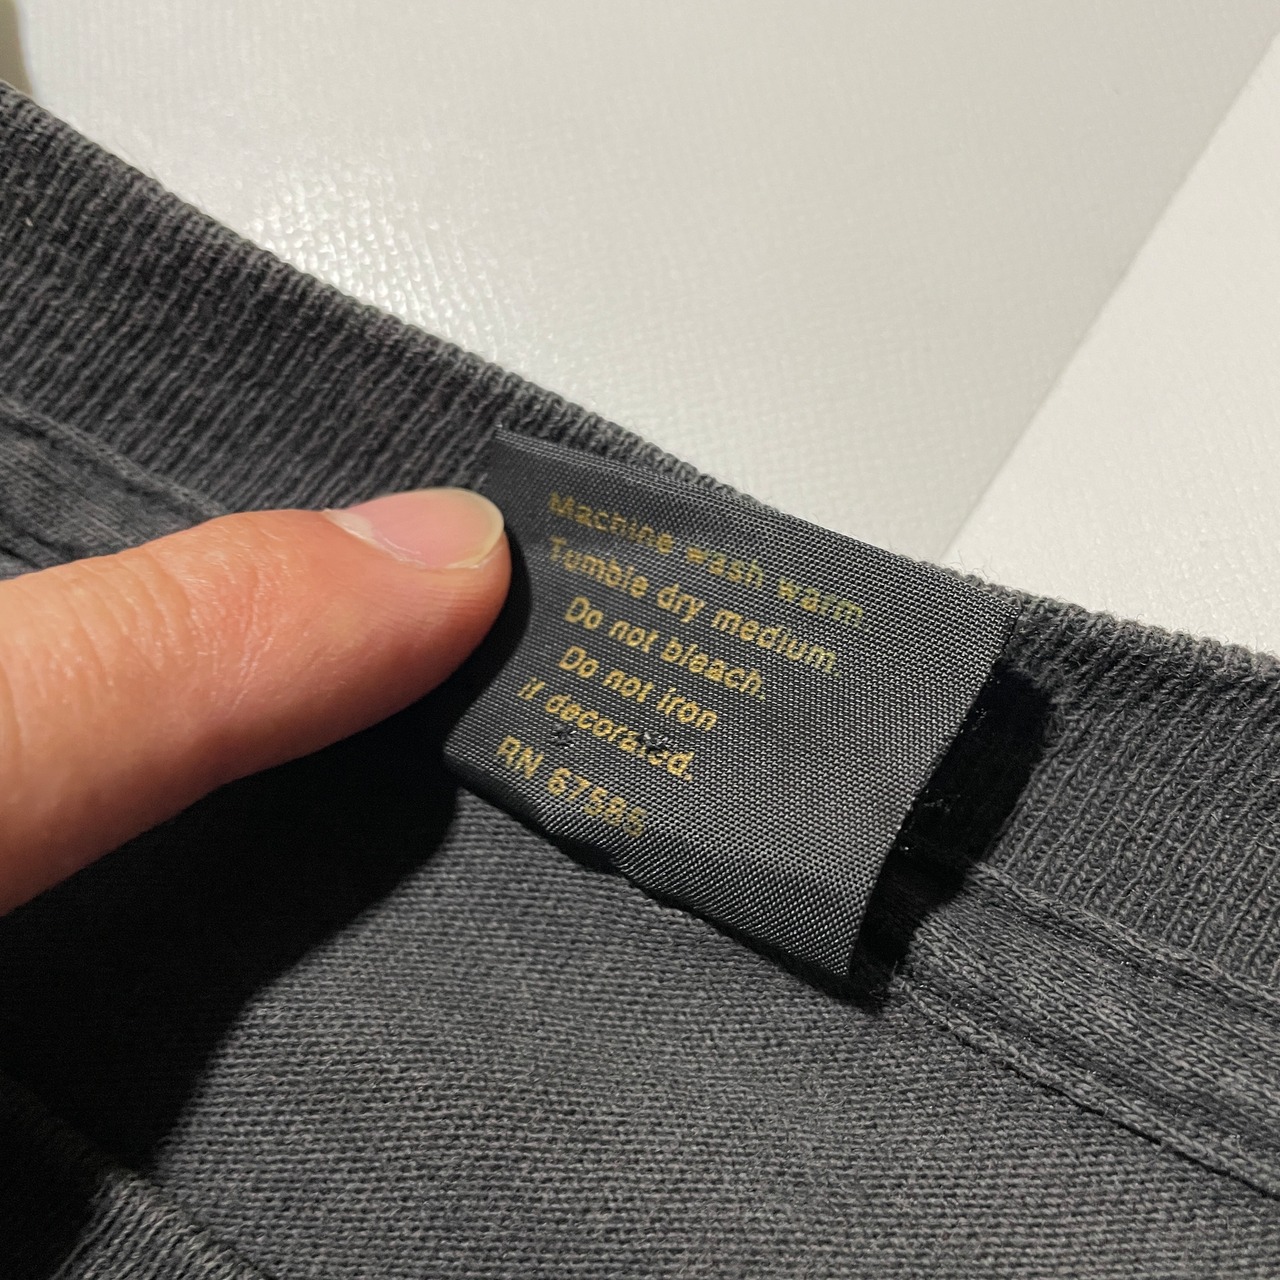 Machine wash warm.
Tumble dry medium.
Do not bleach.
Do not iron
if decorated.
RN 67585